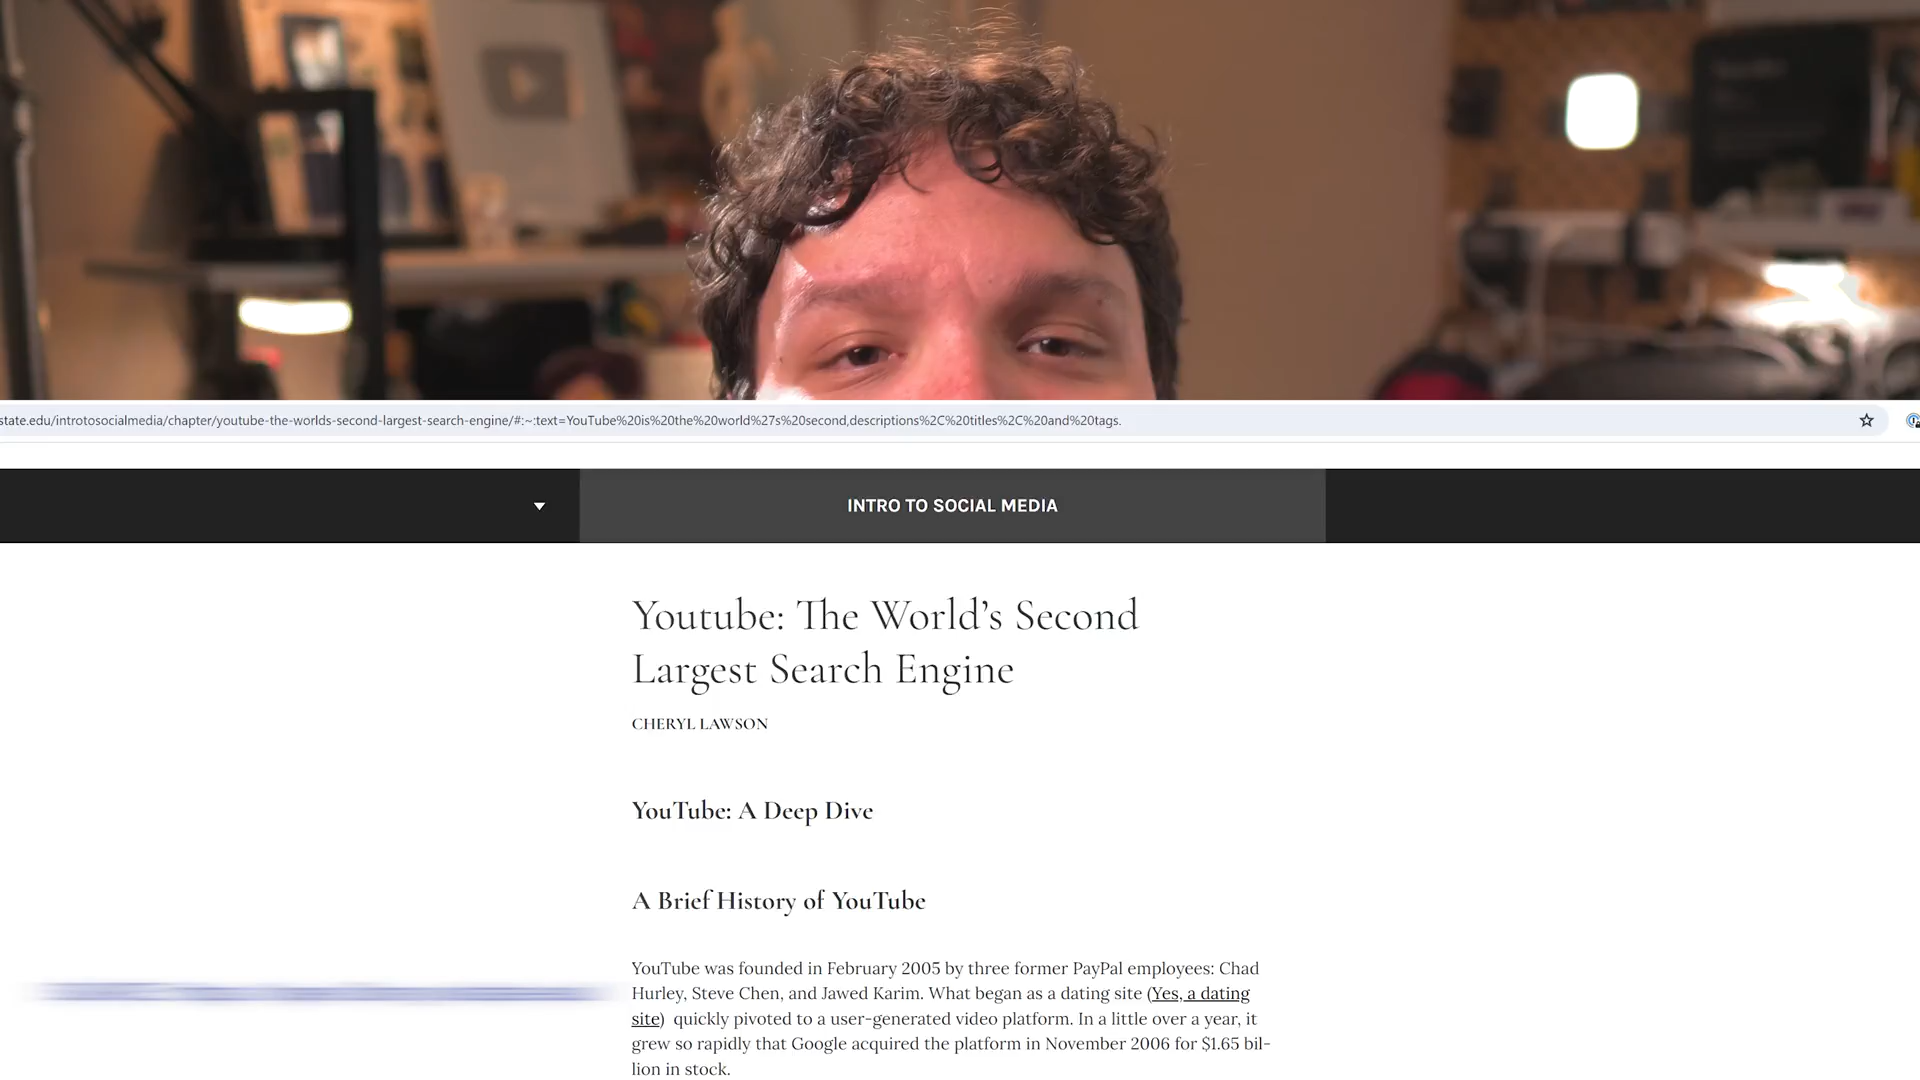 state.edu/introtosocialmedia/chapter/youtube-the-worlds-second-largest-search-engine/#:~:text=YouTube%20is%20the%20world%27s%20second,descriptions%2C%20titles%2C%20and%20tags.
INTRO TO SOCIAL MEDIA
Youtube: The World’s Second
Largest Search Engine
CHERYL LAWSON
YouTube: A Deep Dive
A Brief History of YouTube
YouTube was founded in February 2005 by three former PayPal employees: Chad
Hurley, Steve Chen, and Jawed Karim. What began as a dating site (Yes, a dating
site) quickly pivoted to a user-generated video platform. In a little over a year, it
grew so rapidly that Google acquired the platform in November 2006 for $1.65 bil-
lion in stock.